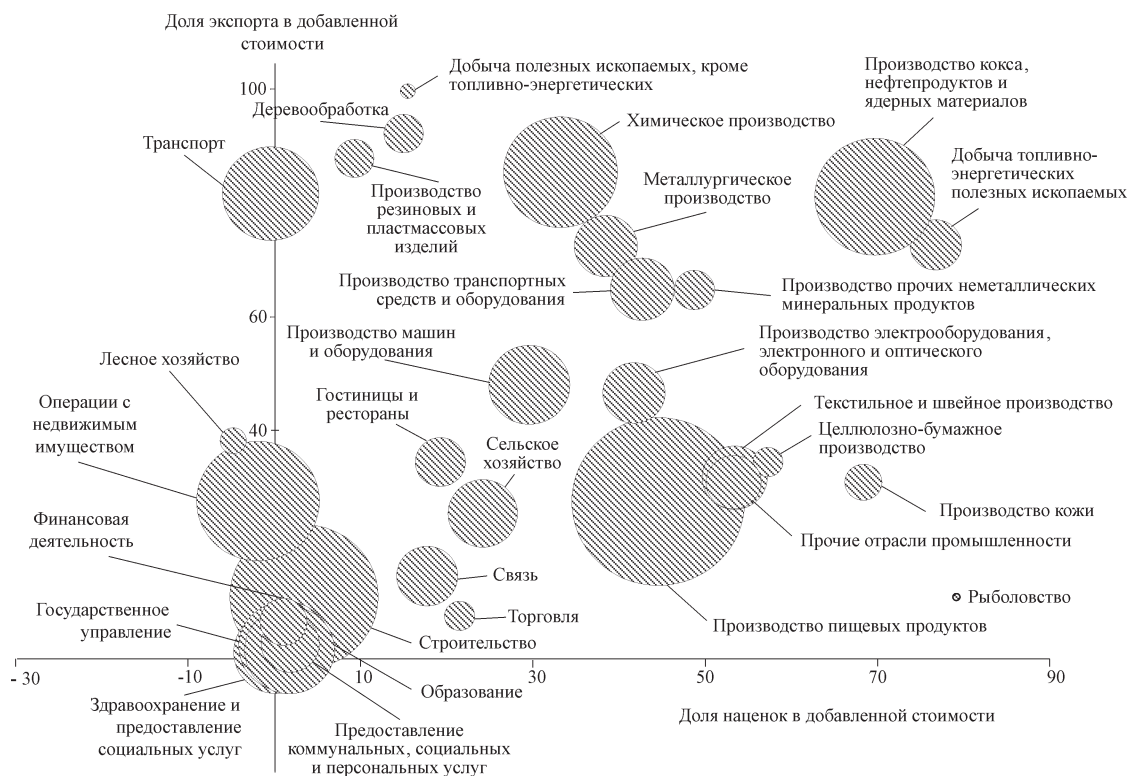 Доля экспорта в добавленной
стоимости
100
Добыча полезных ископаемых, кроме
топливно-энергетических
Производство кокса,
нефтепродуктов и
ядерных материалов
Деревообработка
Химическое производство
Транспорт
Добыча топливно-
энергетических
полезных ископаемых
Производство
резиновых и
пластмассовых
изделий
Металлургическое
производство
Производство транспортных
средств и оборудования
Производство прочих неметаллических
минеральных продуктов
60
Производство машин
и оборудования
Производство электрооборудования,
электронного и оптического
оборудования
Лесное хозяйство
Гостиницы и
рестораны
Операции с
недвижимым
имуществом
Текстильное и швейное производство
40
Целлюлозно-бумажное
производство
Сельское
хозяйство
Производство кожи
Финансовая
деятельность
Прочие отрасли промышленности
Связь
Рыболовство
Государственное
управление
Торговля
Производство пищевых продуктов
Строительство
- 30
-10
10
30
50
70
90
Образование
Здравоохранение и
предоставление
социальных услуг
Предоставление
коммунальных, социальных
и персональных услуг
Доля наценок в добавленной стоимости